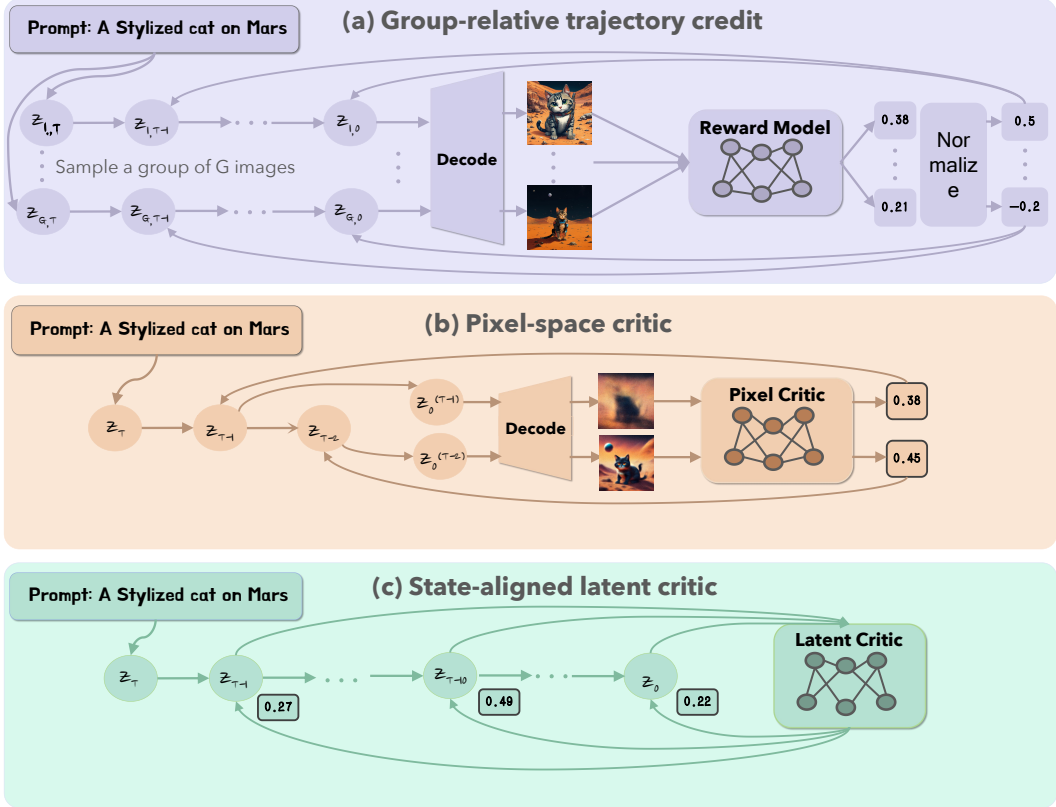 (a) Group-relative trajectory credit
Prompt: A Stylized cat on Mars
z1,,T
z1,T-1
z1,0
Decode
Reward Model
0.38
Nor
maliz
e
0.5
Sample a group of G images
zG,T
zG,T-1
zG,0
0.21
-0.2
(b) Pixel-space critic
Prompt: A Stylized cat on Mars
zT
zT-1
zT-2
z0(T-1)
z0(T-2)
Decode
Pixel Critic
0.38
0.45
(c) State-aligned latent critic
Prompt: A Stylized cat on Mars
zT
zT-1
zT-10
z0
Latent Critic
0.27
0.49
0.22